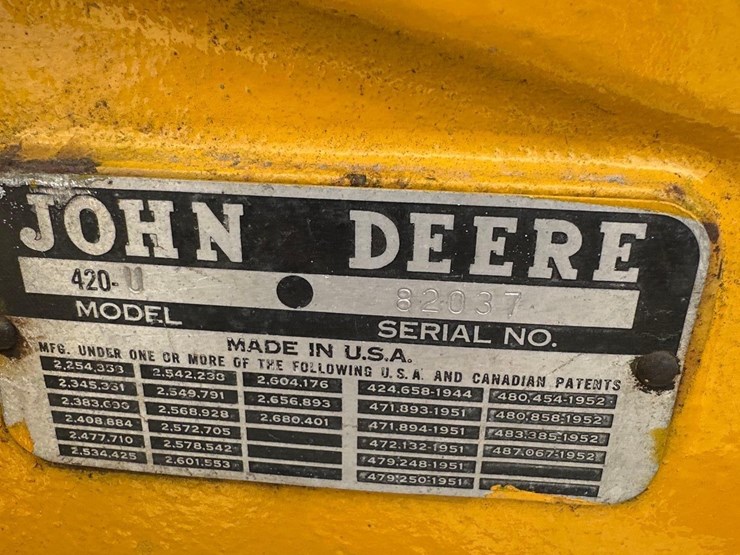 JOHN DEERE
420-U 82037
MODEL SERIAL NO.
MADE IN U.S.A.
MFG. UNDER ONE OR MORE OF THE FOLLOWING U.S.A. AND CANADIAN PATENTS
2,254,353 2,542,230 2,604,176 424,658-1944 480,454-1952
2,345,351 2,549,791 2,656,893 471,893-1951 480,858-1952
2,383,690 2,568,928 2,680,401 471,894-1951 483,385-1952
2,408,884 2,572,705 472,132-1951 487,067-1952
2,477,710 2,578,542 479,248-1951
2,534,425 2,601,553 479,250-1951